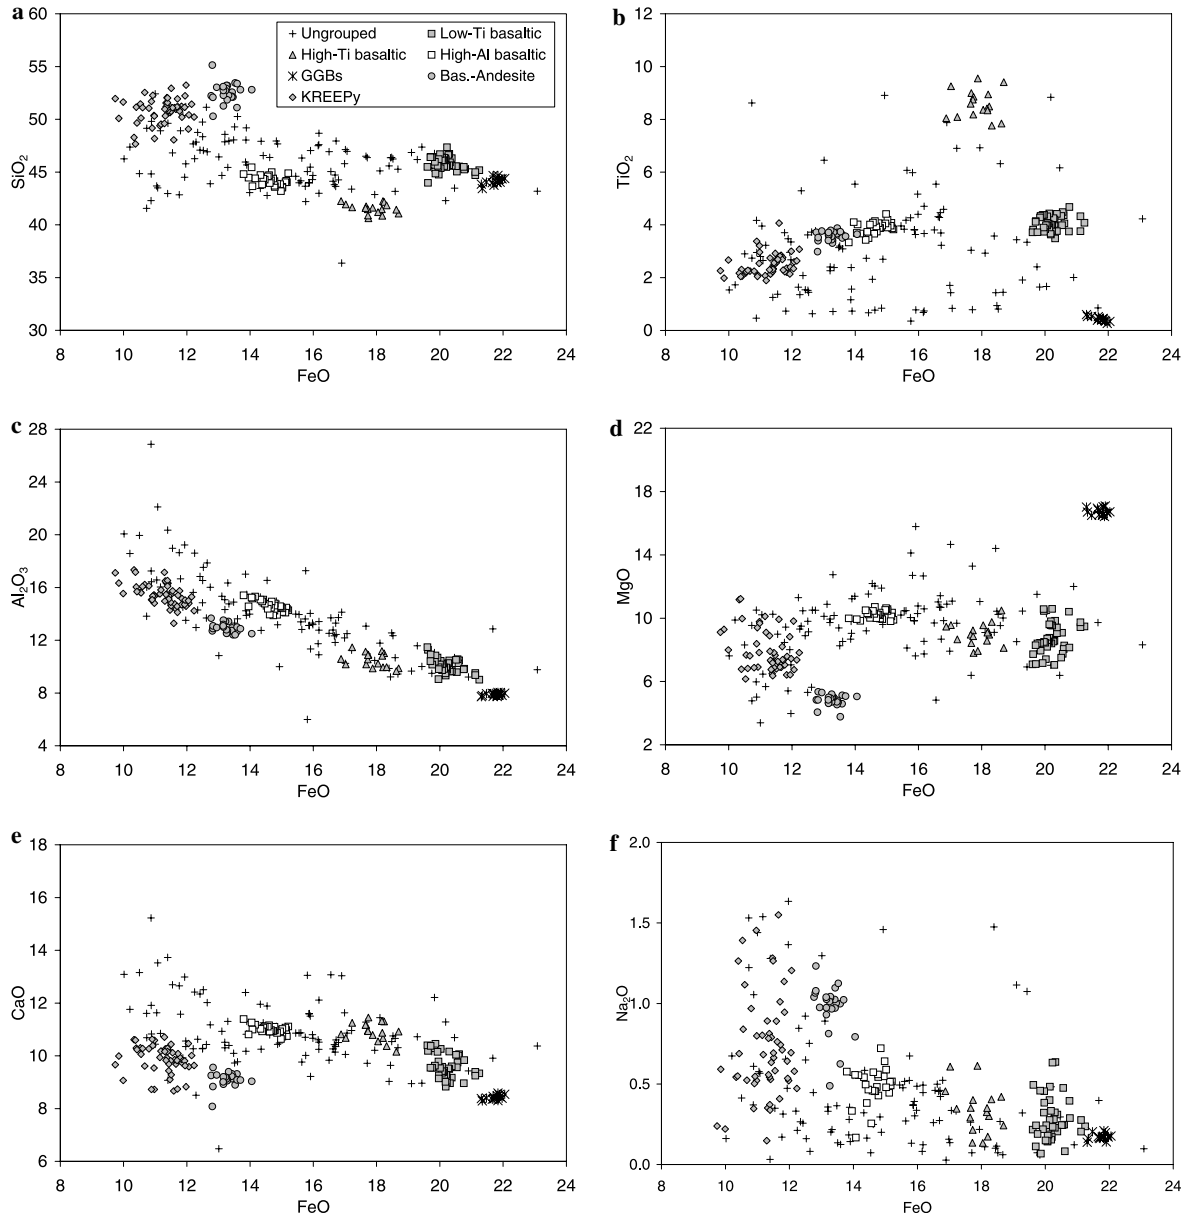 a
60
55
50
45
40
35
30
SiO2
8 10 12 14 16 18 20 22 24
FeO
Ungrouped
Low-Ti basaltic
High-Ti basaltic
High-Al basaltic
GGBs
Bas.-Andesite
KREEPy
b
12
10
8
6
4
2
0
TiO2
8 10 12 14 16 18 20 22 24
FeO
c
28
24
20
16
12
8
4
Al2O3
8 10 12 14 16 18 20 22 24
FeO
d
22
18
14
10
6
2
MgO
8 10 12 14 16 18 20 22 24
FeO
e
18
16
14
12
10
8
6
CaO
8 10 12 14 16 18 20 22 24
FeO
f
2.0
1.5
1.0
0.5
0.0
Na2O
8 10 12 14 16 18 20 22 24
FeO